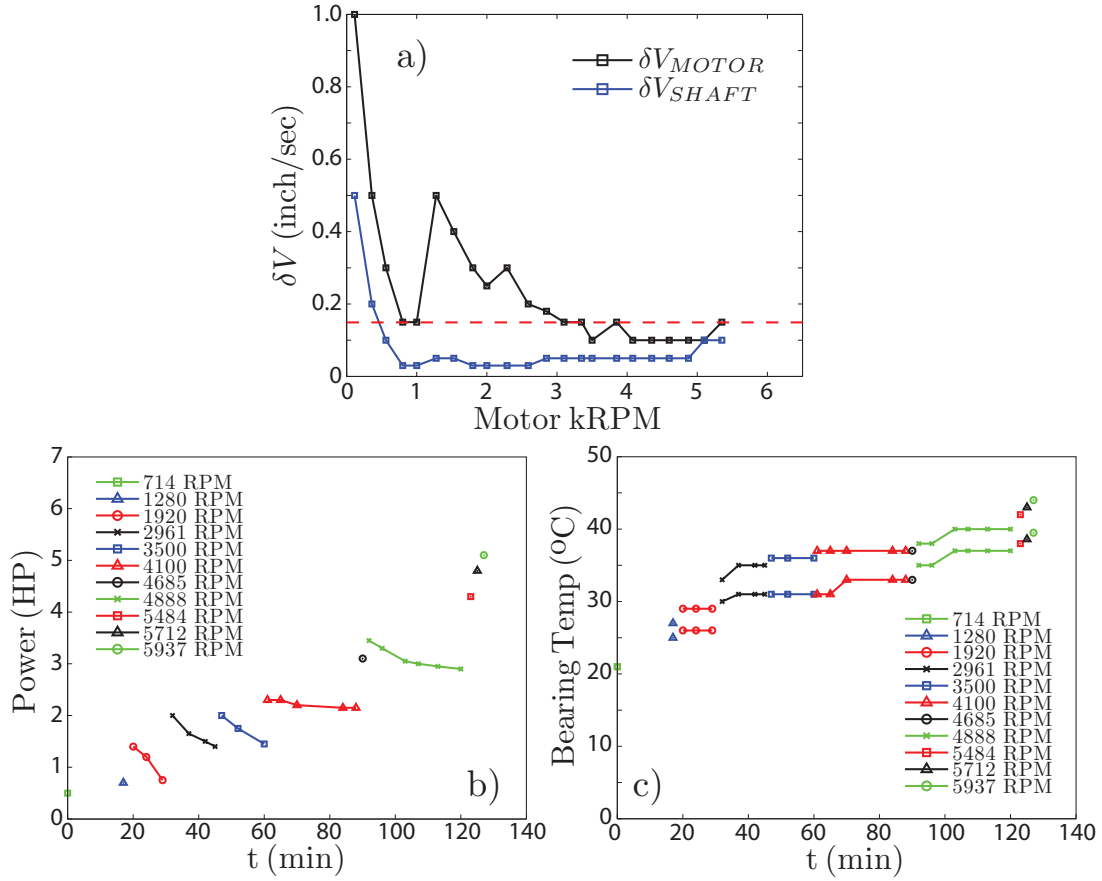 1.0
0.8
0.6
0.4
0.2
0
δV (inch/sec)
a)
δV_MOTOR
δV_SHAFT
0 1 2 3 4 5 6
Motor kRPM
7
6
5
4
3
2
1
0
Power (HP)
714 RPM
1280 RPM
1920 RPM
2961 RPM
3500 RPM
4100 RPM
4685 RPM
4888 RPM
5484 RPM
5712 RPM
5937 RPM
b)
0 20 40 60 80 100 120 140
t (min)
50
40
30
20
10
0
Bearing Temp (ºC)
714 RPM
1280 RPM
1920 RPM
2961 RPM
3500 RPM
4100 RPM
4685 RPM
4888 RPM
5484 RPM
5712 RPM
5937 RPM
c)
0 20 40 60 80 100 120 140
t (min)